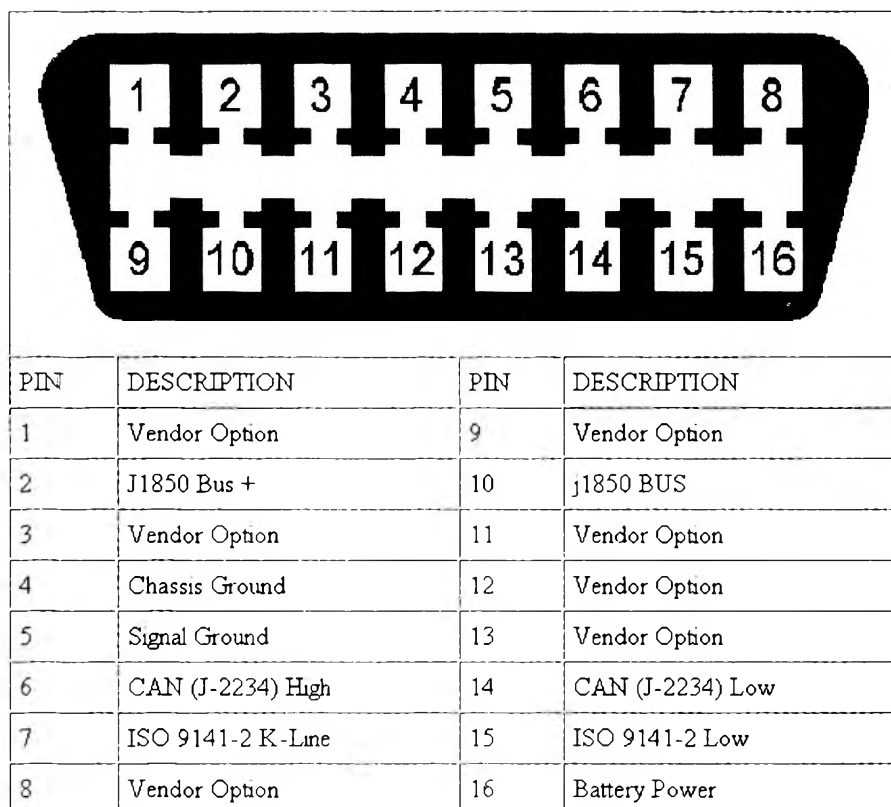 1 2 3 4 5 6 7 8
9 10 11 12 13 14 15 16
PIN DESCRIPTION PIN DESCRIPTION
1 Vendor Option 9 Vendor Option
2 J1850 Bus + 10 j1850 BUS
3 Vendor Option 11 Vendor Option
4 Chassis Ground 12 Vendor Option
5 Signal Ground 13 Vendor Option
6 CAN (J-2234) High 14 CAN (J-2234) Low
7 ISO 9141-2 K-Line 15 ISO 9141-2 Low
8 Vendor Option 16 Battery Power